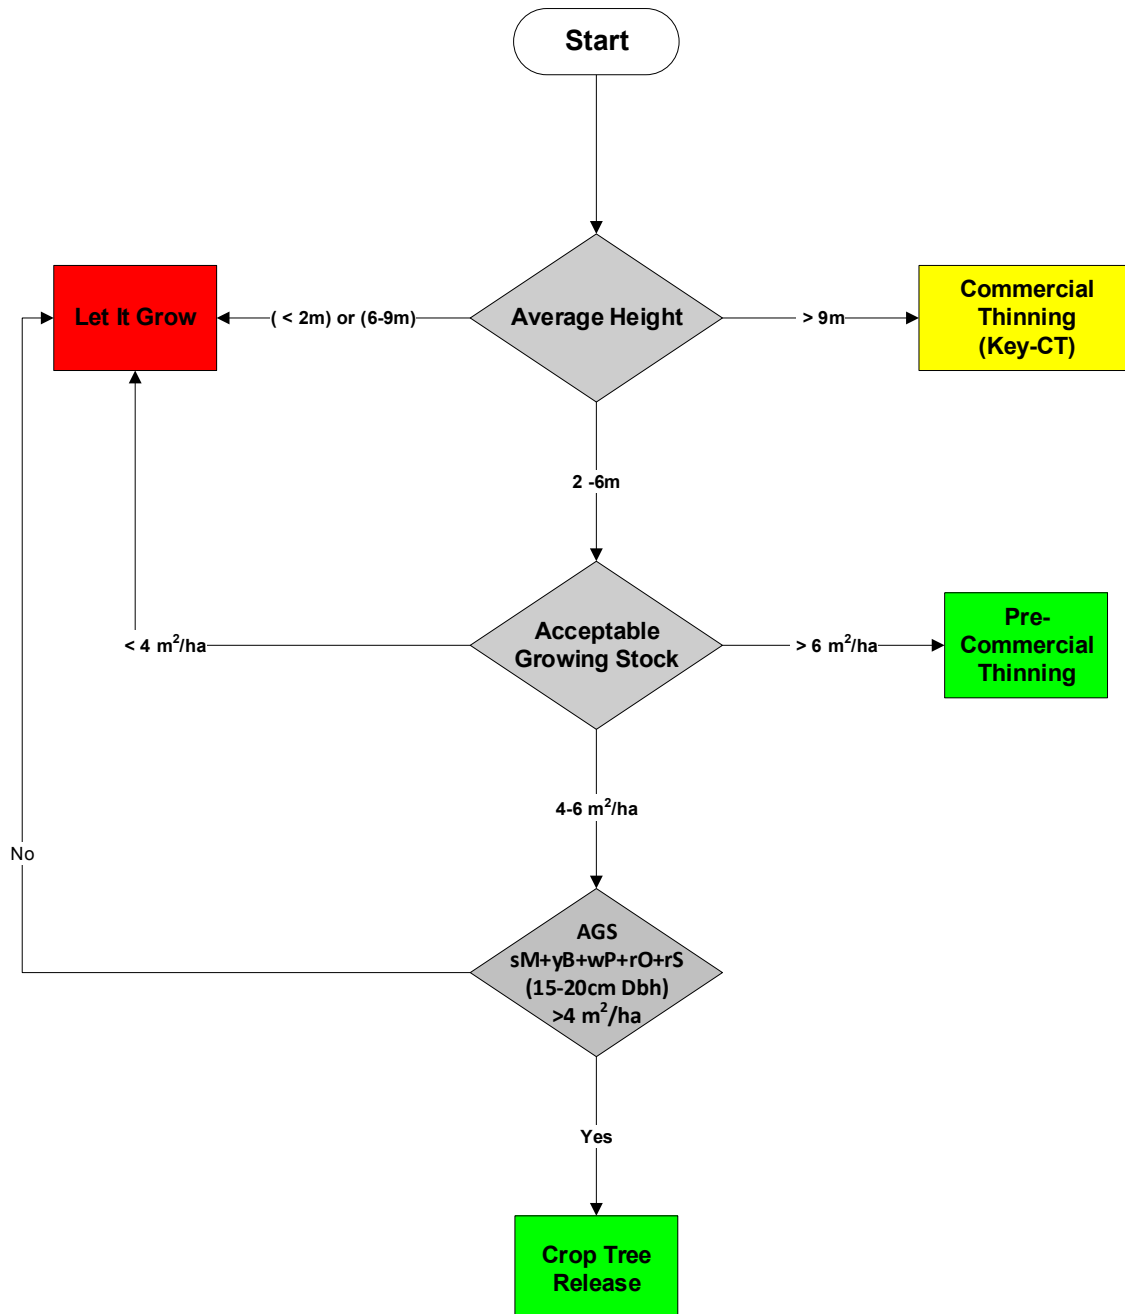 Start
Let It Grow
( < 2m) or (6-9m)
Average Height
> 9m
Commercial
Thinning
(Key-CT)
2 -6m
< 4 m²/ha
Acceptable
Growing Stock
> 6 m²/ha
Pre-
Commercial
Thinning
4-6 m²/ha
No
AGS
sM+yB+wP+rO+rS
(15-20cm Dbh)
>4 m²/ha
Yes
Crop Tree
Release